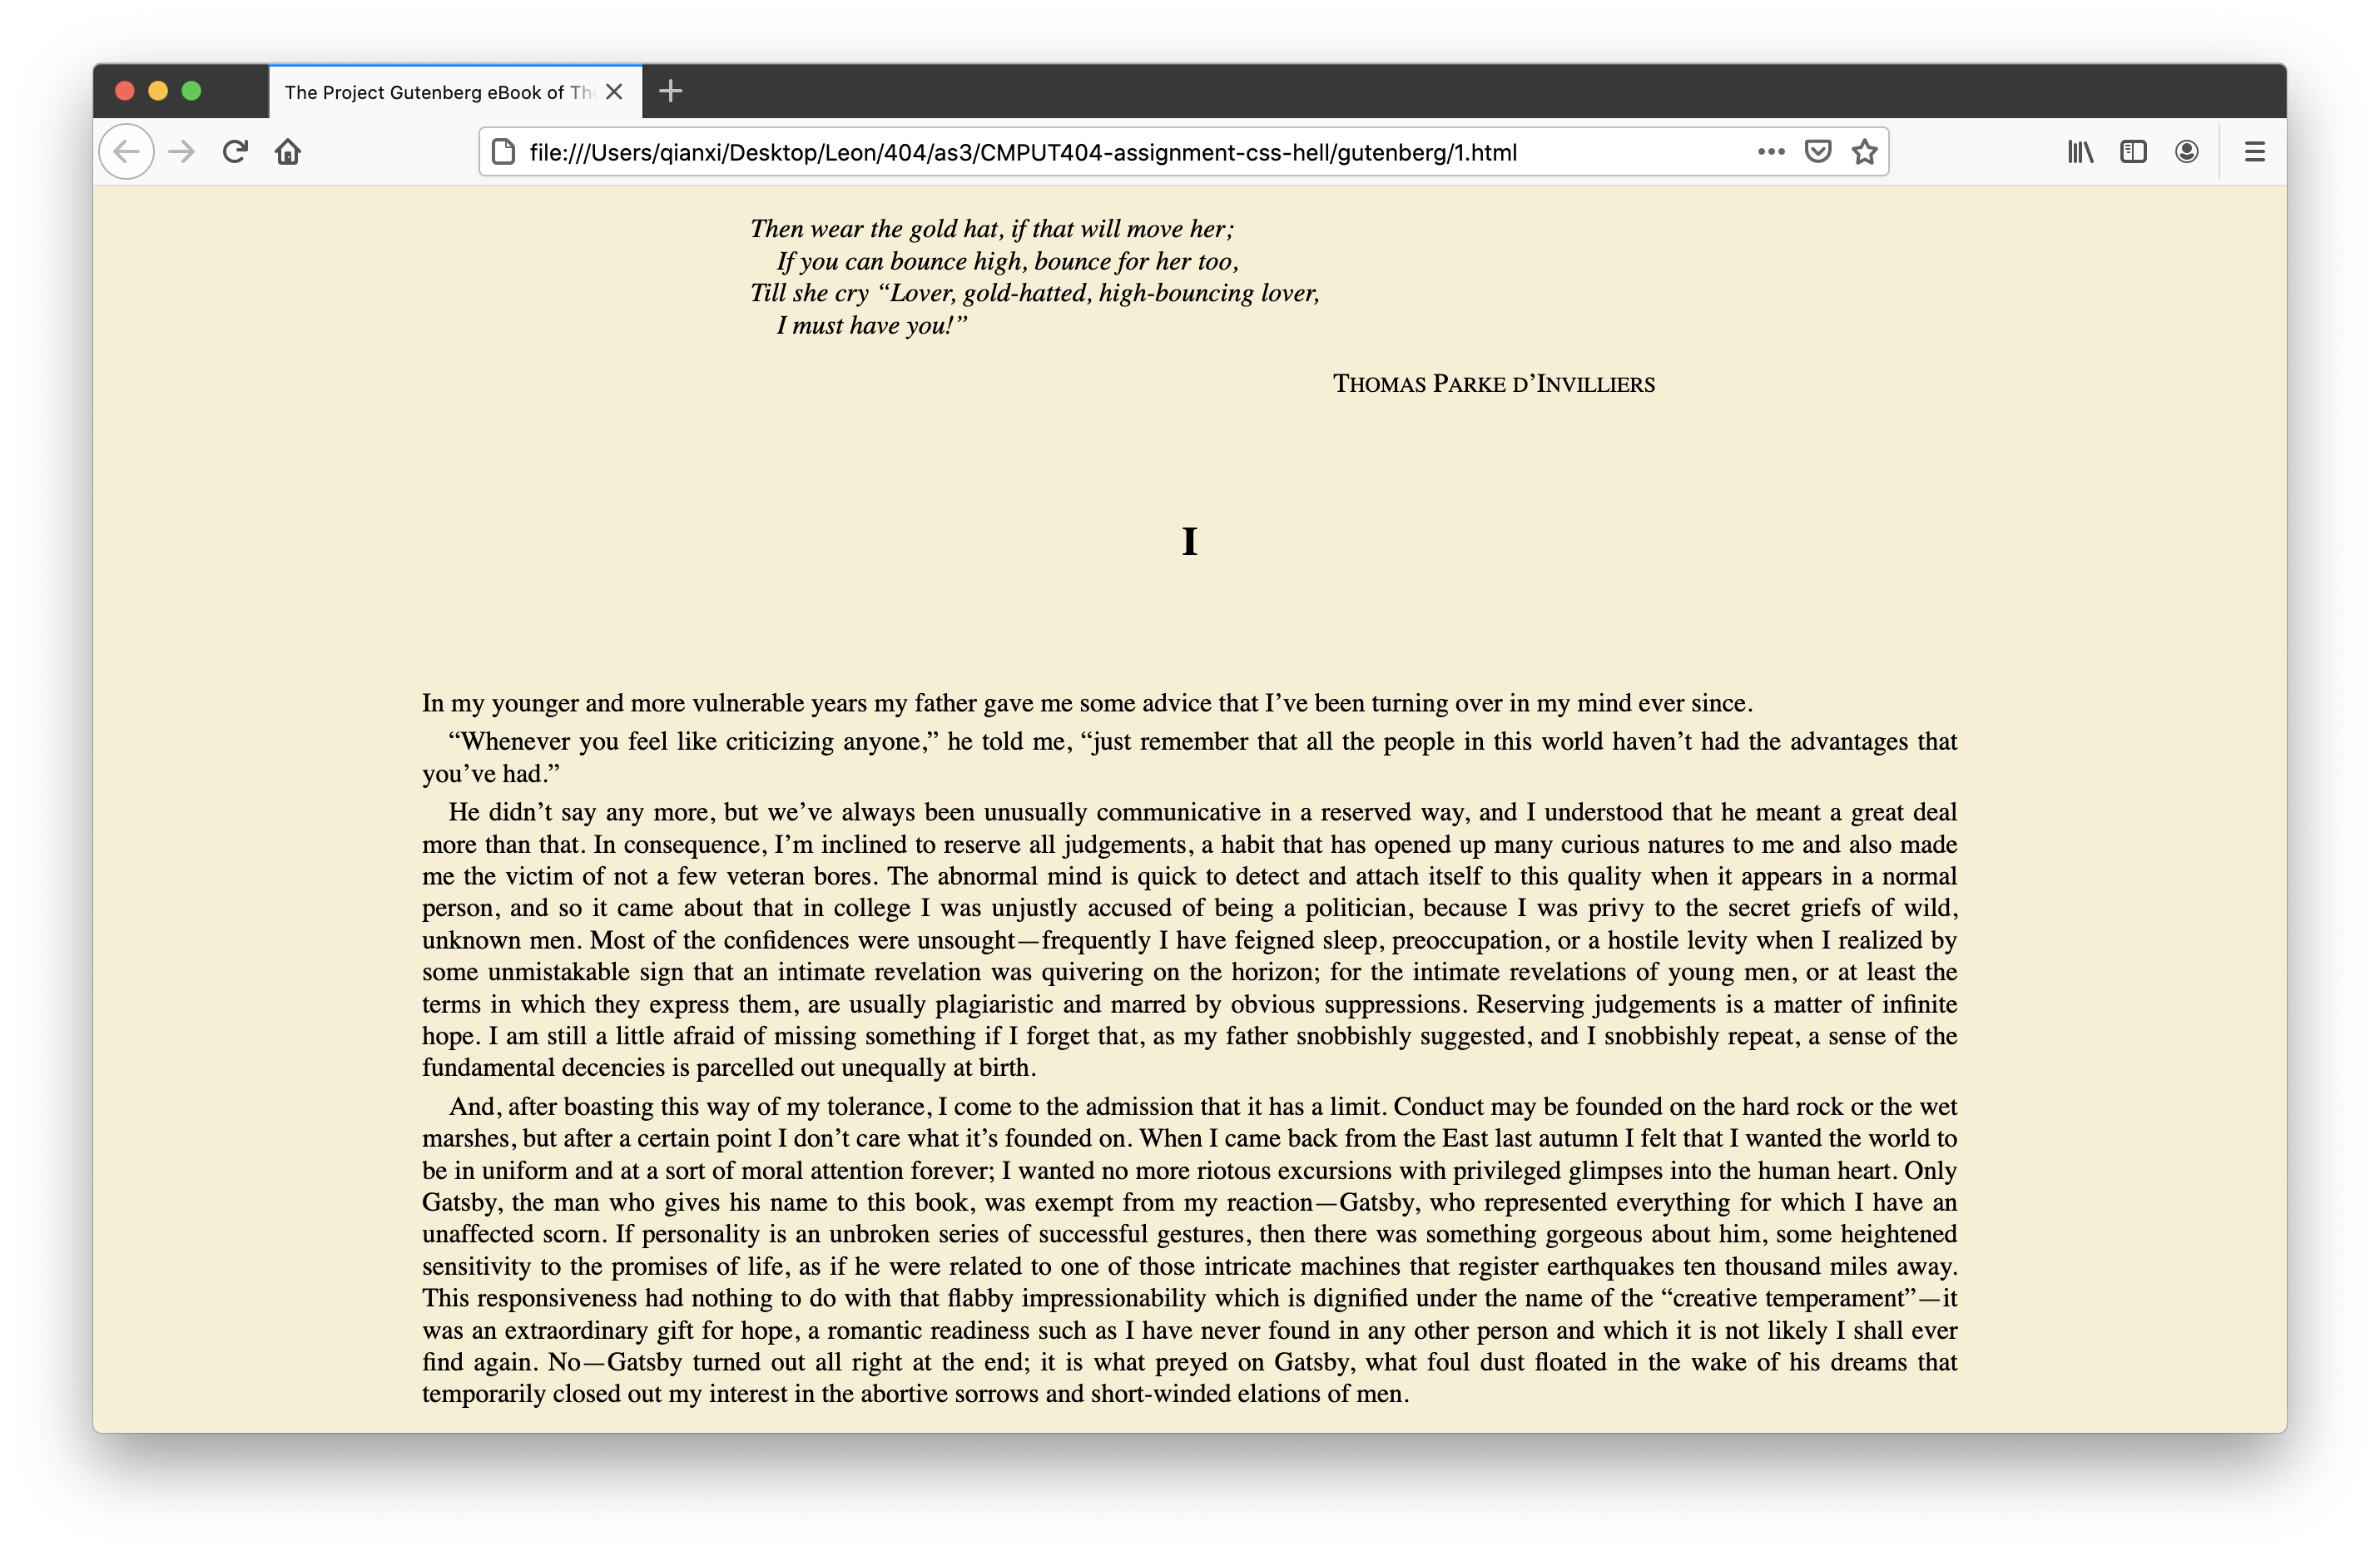 The Project Gutenberg eBook of The
file:///Users/qianxi/Desktop/Leon/404/as3/CMPUT404-assignment-css-hell/gutenberg/1.html
Then wear the gold hat, if that will move her;
If you can bounce high, bounce for her too,
Till she cry “Lover, gold-hatted, high-bouncing lover,
I must have you!”
Thomas Parke d’Invilliers
I
In my younger and more vulnerable years my father gave me some advice that I’ve been turning over in my mind ever since.
“Whenever you feel like criticizing anyone,” he told me, “just remember that all the people in this world haven’t had the advantages that
you’ve had.”
He didn’t say any more, but we’ve always been unusually communicative in a reserved way, and I understood that he meant a great deal
more than that. In consequence, I’m inclined to reserve all judgements, a habit that has opened up many curious natures to me and also made
me the victim of not a few veteran bores. The abnormal mind is quick to detect and attach itself to this quality when it appears in a normal
person, and so it came about that in college I was unjustly accused of being a politician, because I was privy to the secret griefs of wild,
unknown men. Most of the confidences were unsought—frequently I have feigned sleep, preoccupation, or a hostile levity when I realized by
some unmistakable sign that an intimate revelation was quivering on the horizon; for the intimate revelations of young men, or at least the
terms in which they express them, are usually plagiaristic and marred by obvious suppressions. Reserving judgements is a matter of infinite
hope. I am still a little afraid of missing something if I forget that, as my father snobbishly suggested, and I snobbishly repeat, a sense of the
fundamental decencies is parcelled out unequally at birth.
And, after boasting this way of my tolerance, I come to the admission that it has a limit. Conduct may be founded on the hard rock or the wet
marshes, but after a certain point I don’t care what it’s founded on. When I came back from the East last autumn I felt that I wanted the world to
be in uniform and at a sort of moral attention forever; I wanted no more riotous excursions with privileged glimpses into the human heart. Only
Gatsby, the man who gives his name to this book, was exempt from my reaction—Gatsby, who represented everything for which I have an
unaffected scorn. If personality is an unbroken series of successful gestures, then there was something gorgeous about him, some heightened
sensitivity to the promises of life, as if he were related to one of those intricate machines that register earthquakes ten thousand miles away.
This responsiveness had nothing to do with that flabby impressionability which is dignified under the name of the “creative temperament”—it
was an extraordinary gift for hope, a romantic readiness such as I have never found in any other person and which it is not likely I shall ever
find again. No—Gatsby turned out all right at the end; it is what preyed on Gatsby, what foul dust floated in the wake of his dreams that
temporarily closed out my interest in the abortive sorrows and short-winded elations of men.